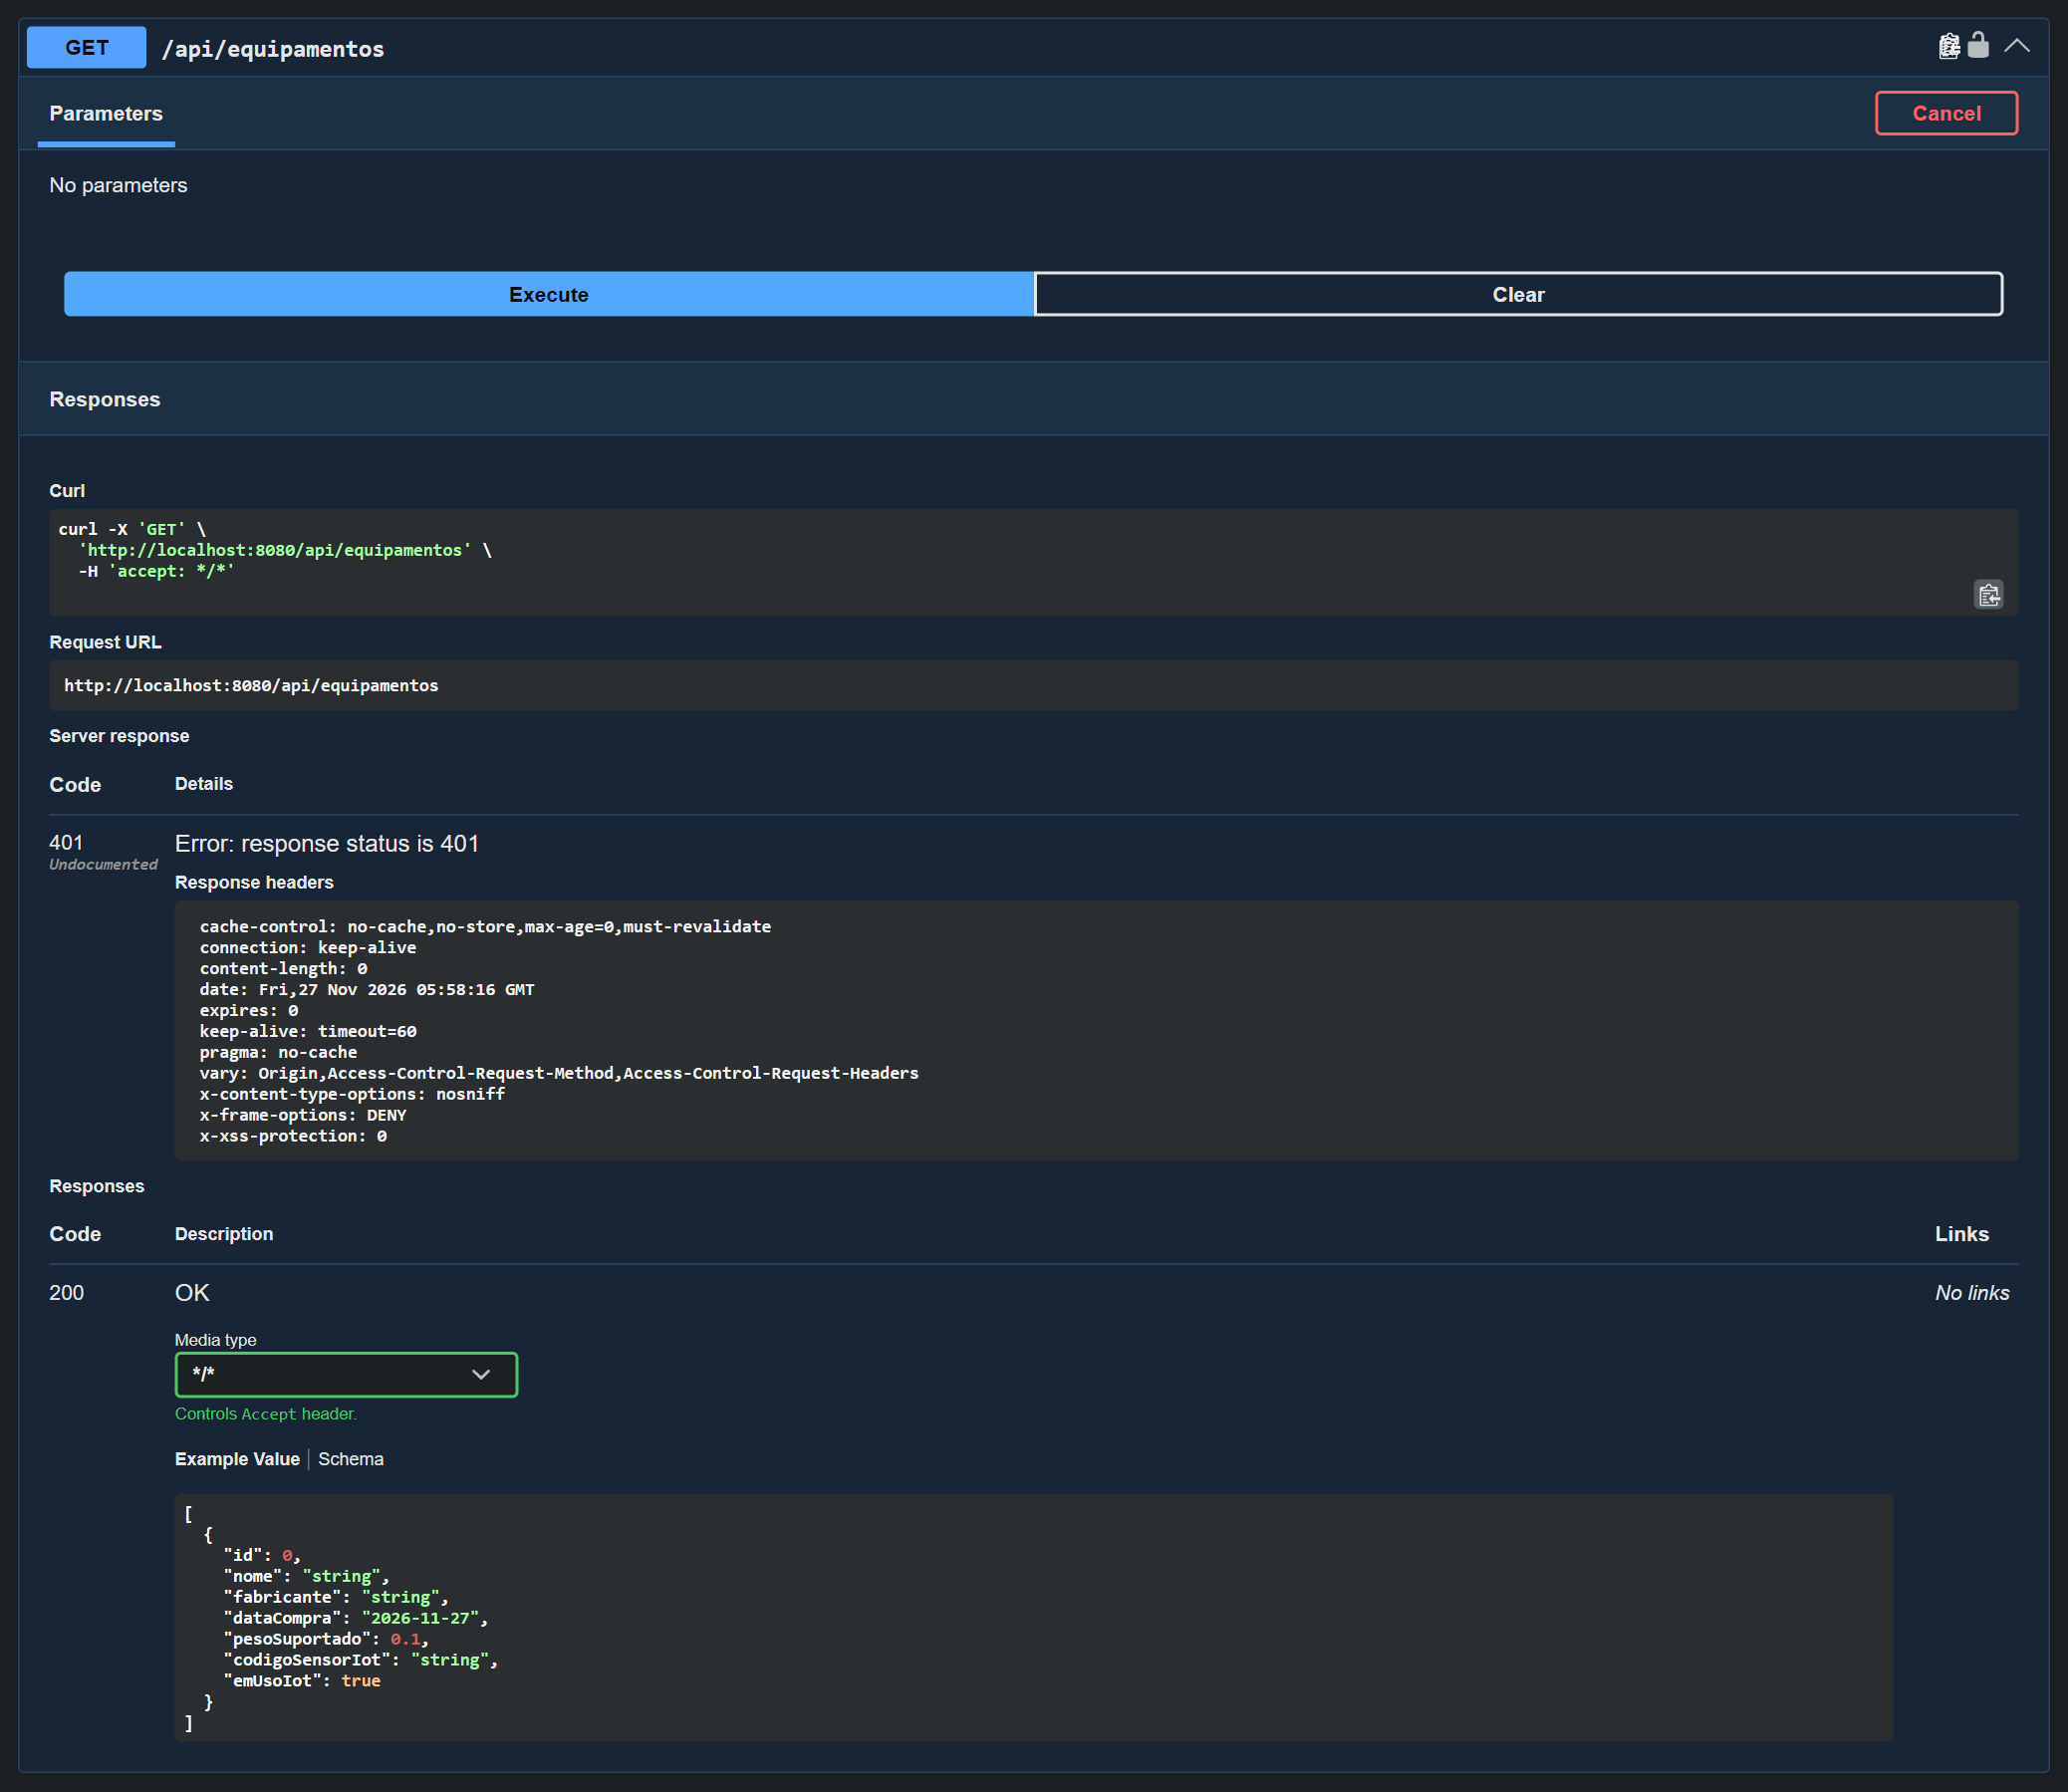 GET /api/equipamentos
Parameters
Cancel
No parameters
Execute
Clear
Responses
Curl
curl -X 'GET' \
  'http://localhost:8080/api/equipamentos' \
  -H 'accept: */*'
Request URL
http://localhost:8080/api/equipamentos
Server response
Code Details
401 Error: response status is 401
Undocumented
Response headers
cache-control: no-cache,no-store,max-age=0,must-revalidate
connection: keep-alive
content-length: 0
date: Fri,27 Nov 2026 05:58:16 GMT
expires: 0
keep-alive: timeout=60
pragma: no-cache
vary: Origin,Access-Control-Request-Method,Access-Control-Request-Headers
x-content-type-options: nosniff
x-frame-options: DENY
x-xss-protection: 0
Responses
Code Description Links
200 OK No links
Media type
*/*
Controls Accept header.
Example Value | Schema
[
  {
    "id": 0,
    "nome": "string",
    "fabricante": "string",
    "dataCompra": "2026-11-27",
    "pesoSuportado": 0.1,
    "codigoSensorIot": "string",
    "emUsoIot": true
  }
]